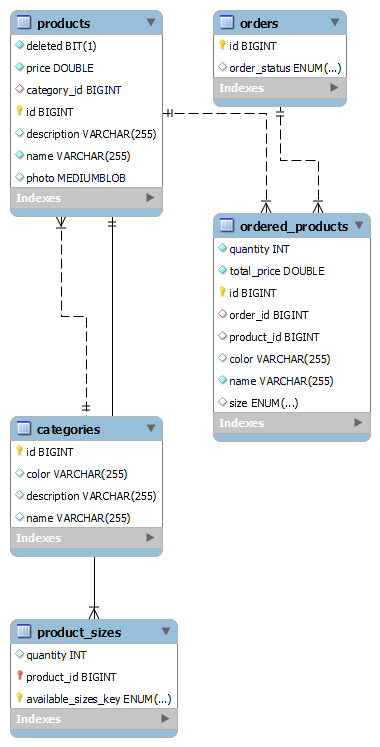 products
deleted BIT(1)
price DOUBLE
category_id BIGINT
id BIGINT
description VARCHAR(255)
name VARCHAR(255)
photo MEDIUMBLOB
Indexes
orders
id BIGINT
order_status ENUM(...)
Indexes
ordered_products
quantity INT
total_price DOUBLE
id BIGINT
order_id BIGINT
product_id BIGINT
color VARCHAR(255)
name VARCHAR(255)
size ENUM(...)
Indexes
categories
id BIGINT
color VARCHAR(255)
description VARCHAR(255)
name VARCHAR(255)
Indexes
product_sizes
quantity INT
product_id BIGINT
available_sizes_key ENUM(...)
Indexes